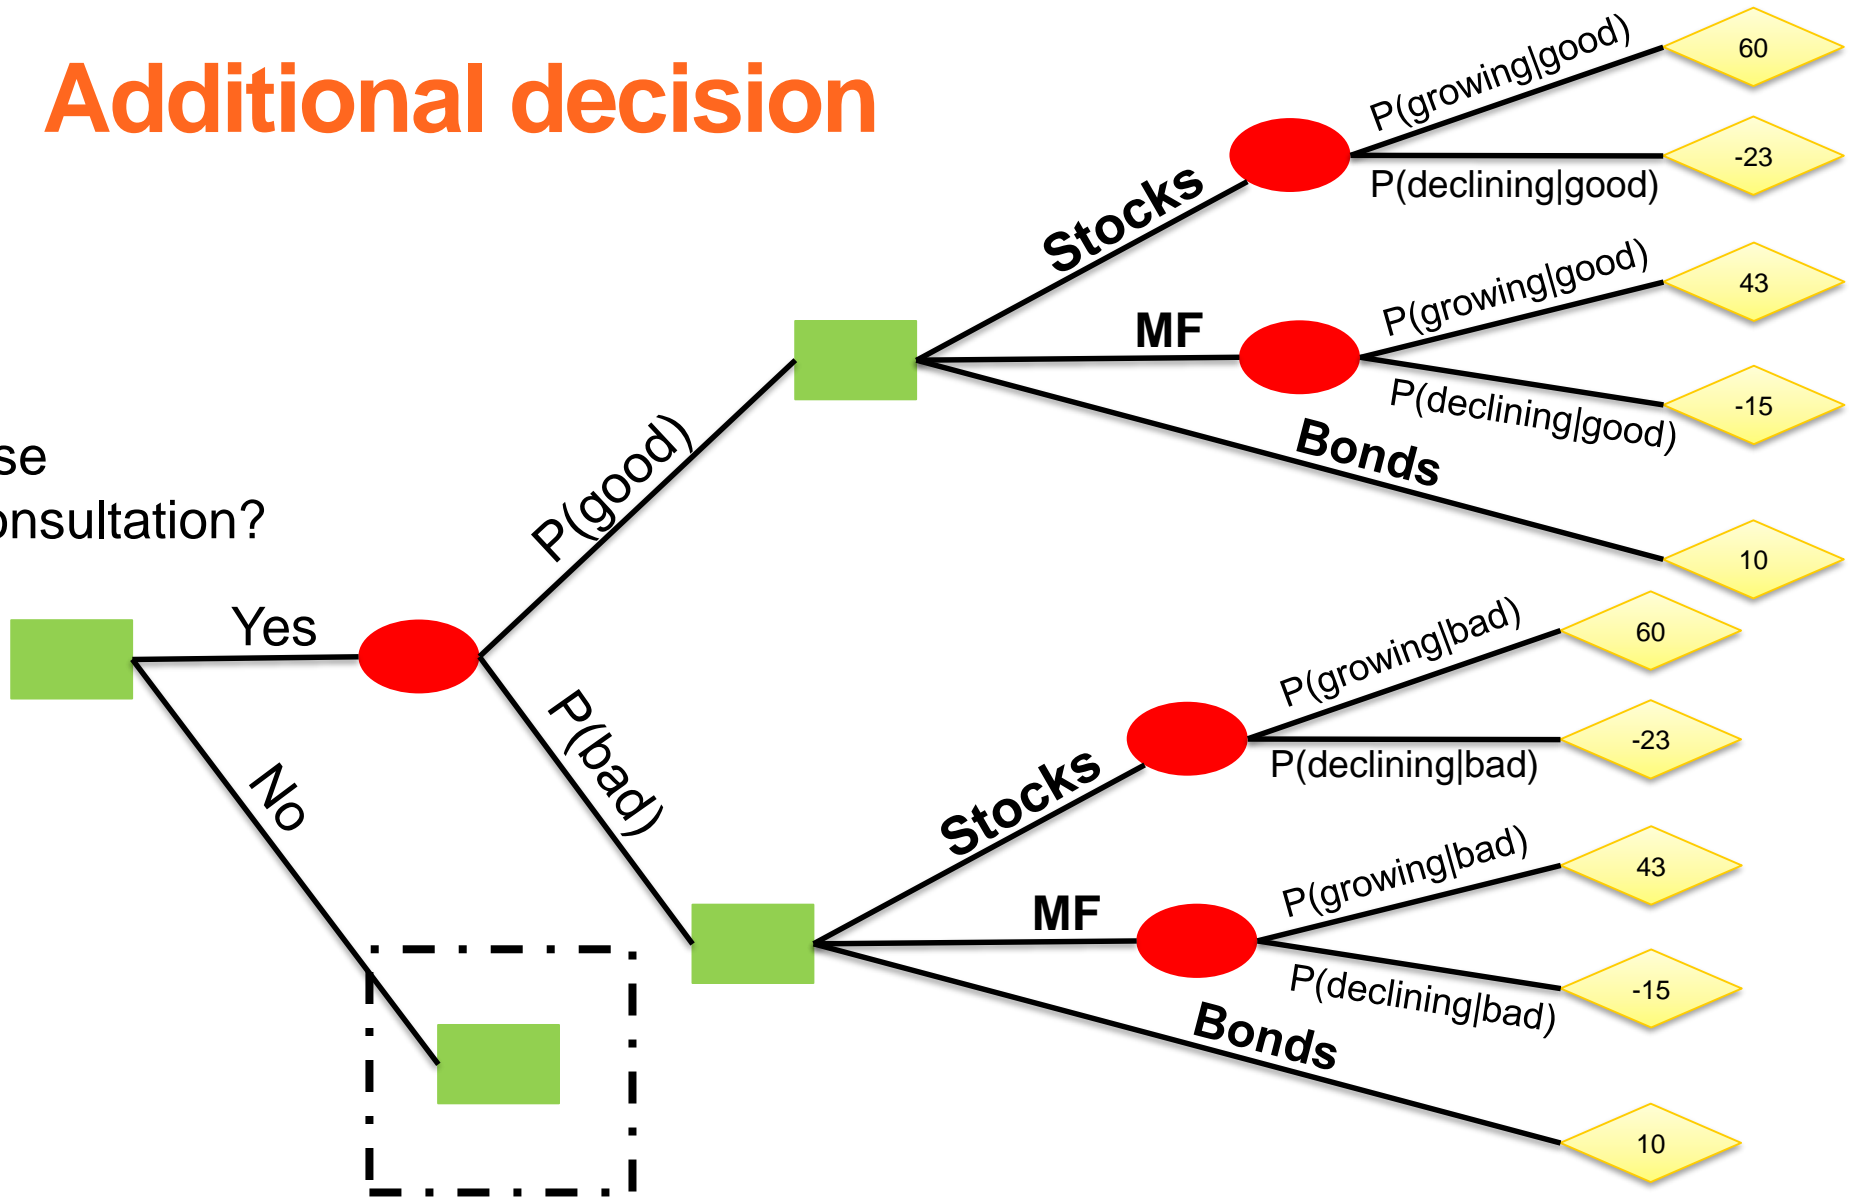 Additional decision
onsultation?
Yes
No
P(good)
P(bad)
Stocks
P(growing|good)
60
P(declining|good)
-23
MF
P(growing|good)
43
P(declining|good)
-15
Bonds
10
Stocks
P(growing|bad)
60
P(declining|bad)
-23
MF
P(growing|bad)
43
P(declining|bad)
-15
Bonds
10